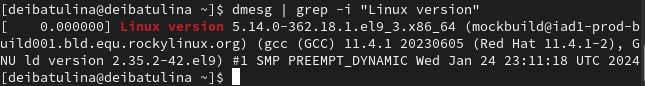 [deibatulina@deibatulina ~]$ dmesg | grep -i "Linux version"
[    0.000000] Linux version 5.14.0-362.18.1.el9_3.x86_64 (mockbuild@iad1-prod-b
uild001.bld.equ.rockylinux.org) (gcc (GCC) 11.4.1 20230605 (Red Hat 11.4.1-2), G
NU ld version 2.35.2-42.el9) #1 SMP PREEMPT_DYNAMIC Wed Jan 24 23:11:18 UTC 2024
[deibatulina@deibatulina ~]$